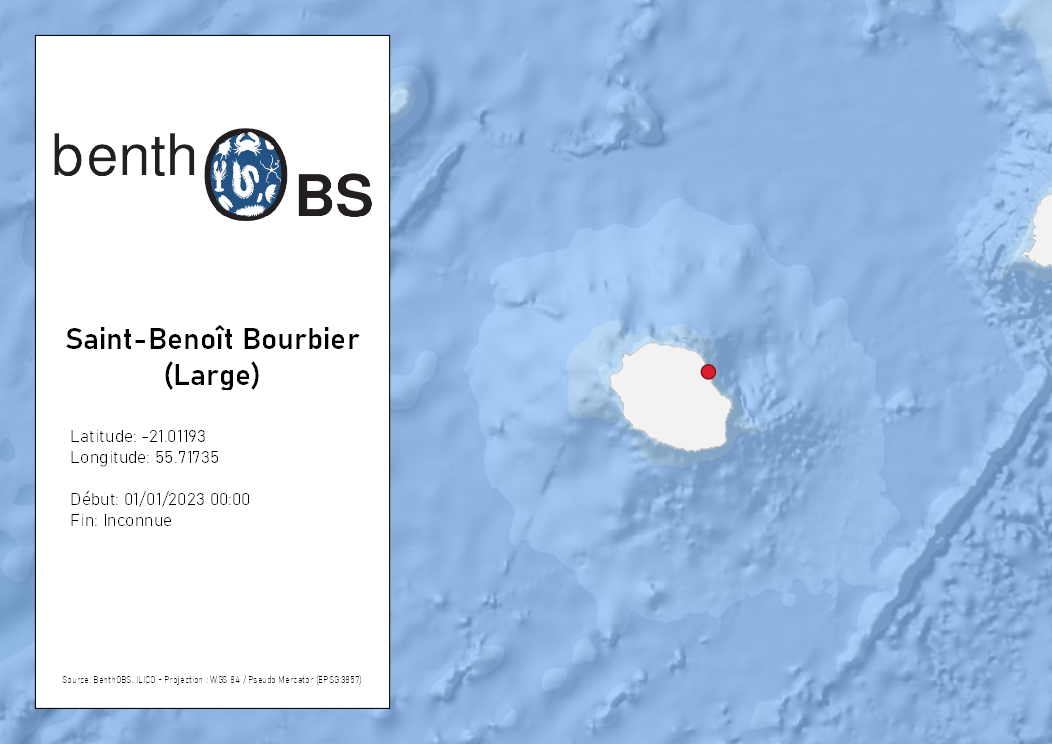 benthOBS
Saint-Benoît Bourbier
(Large)
Latitude: -21.01193
Longitude: 55.71735
Début: 01/01/2023 00:00
Fin: Inconnue
Source: BenthOBS, ILICO - Projection : WGS 84 / Pseudo Mercator (EPSG:3857)